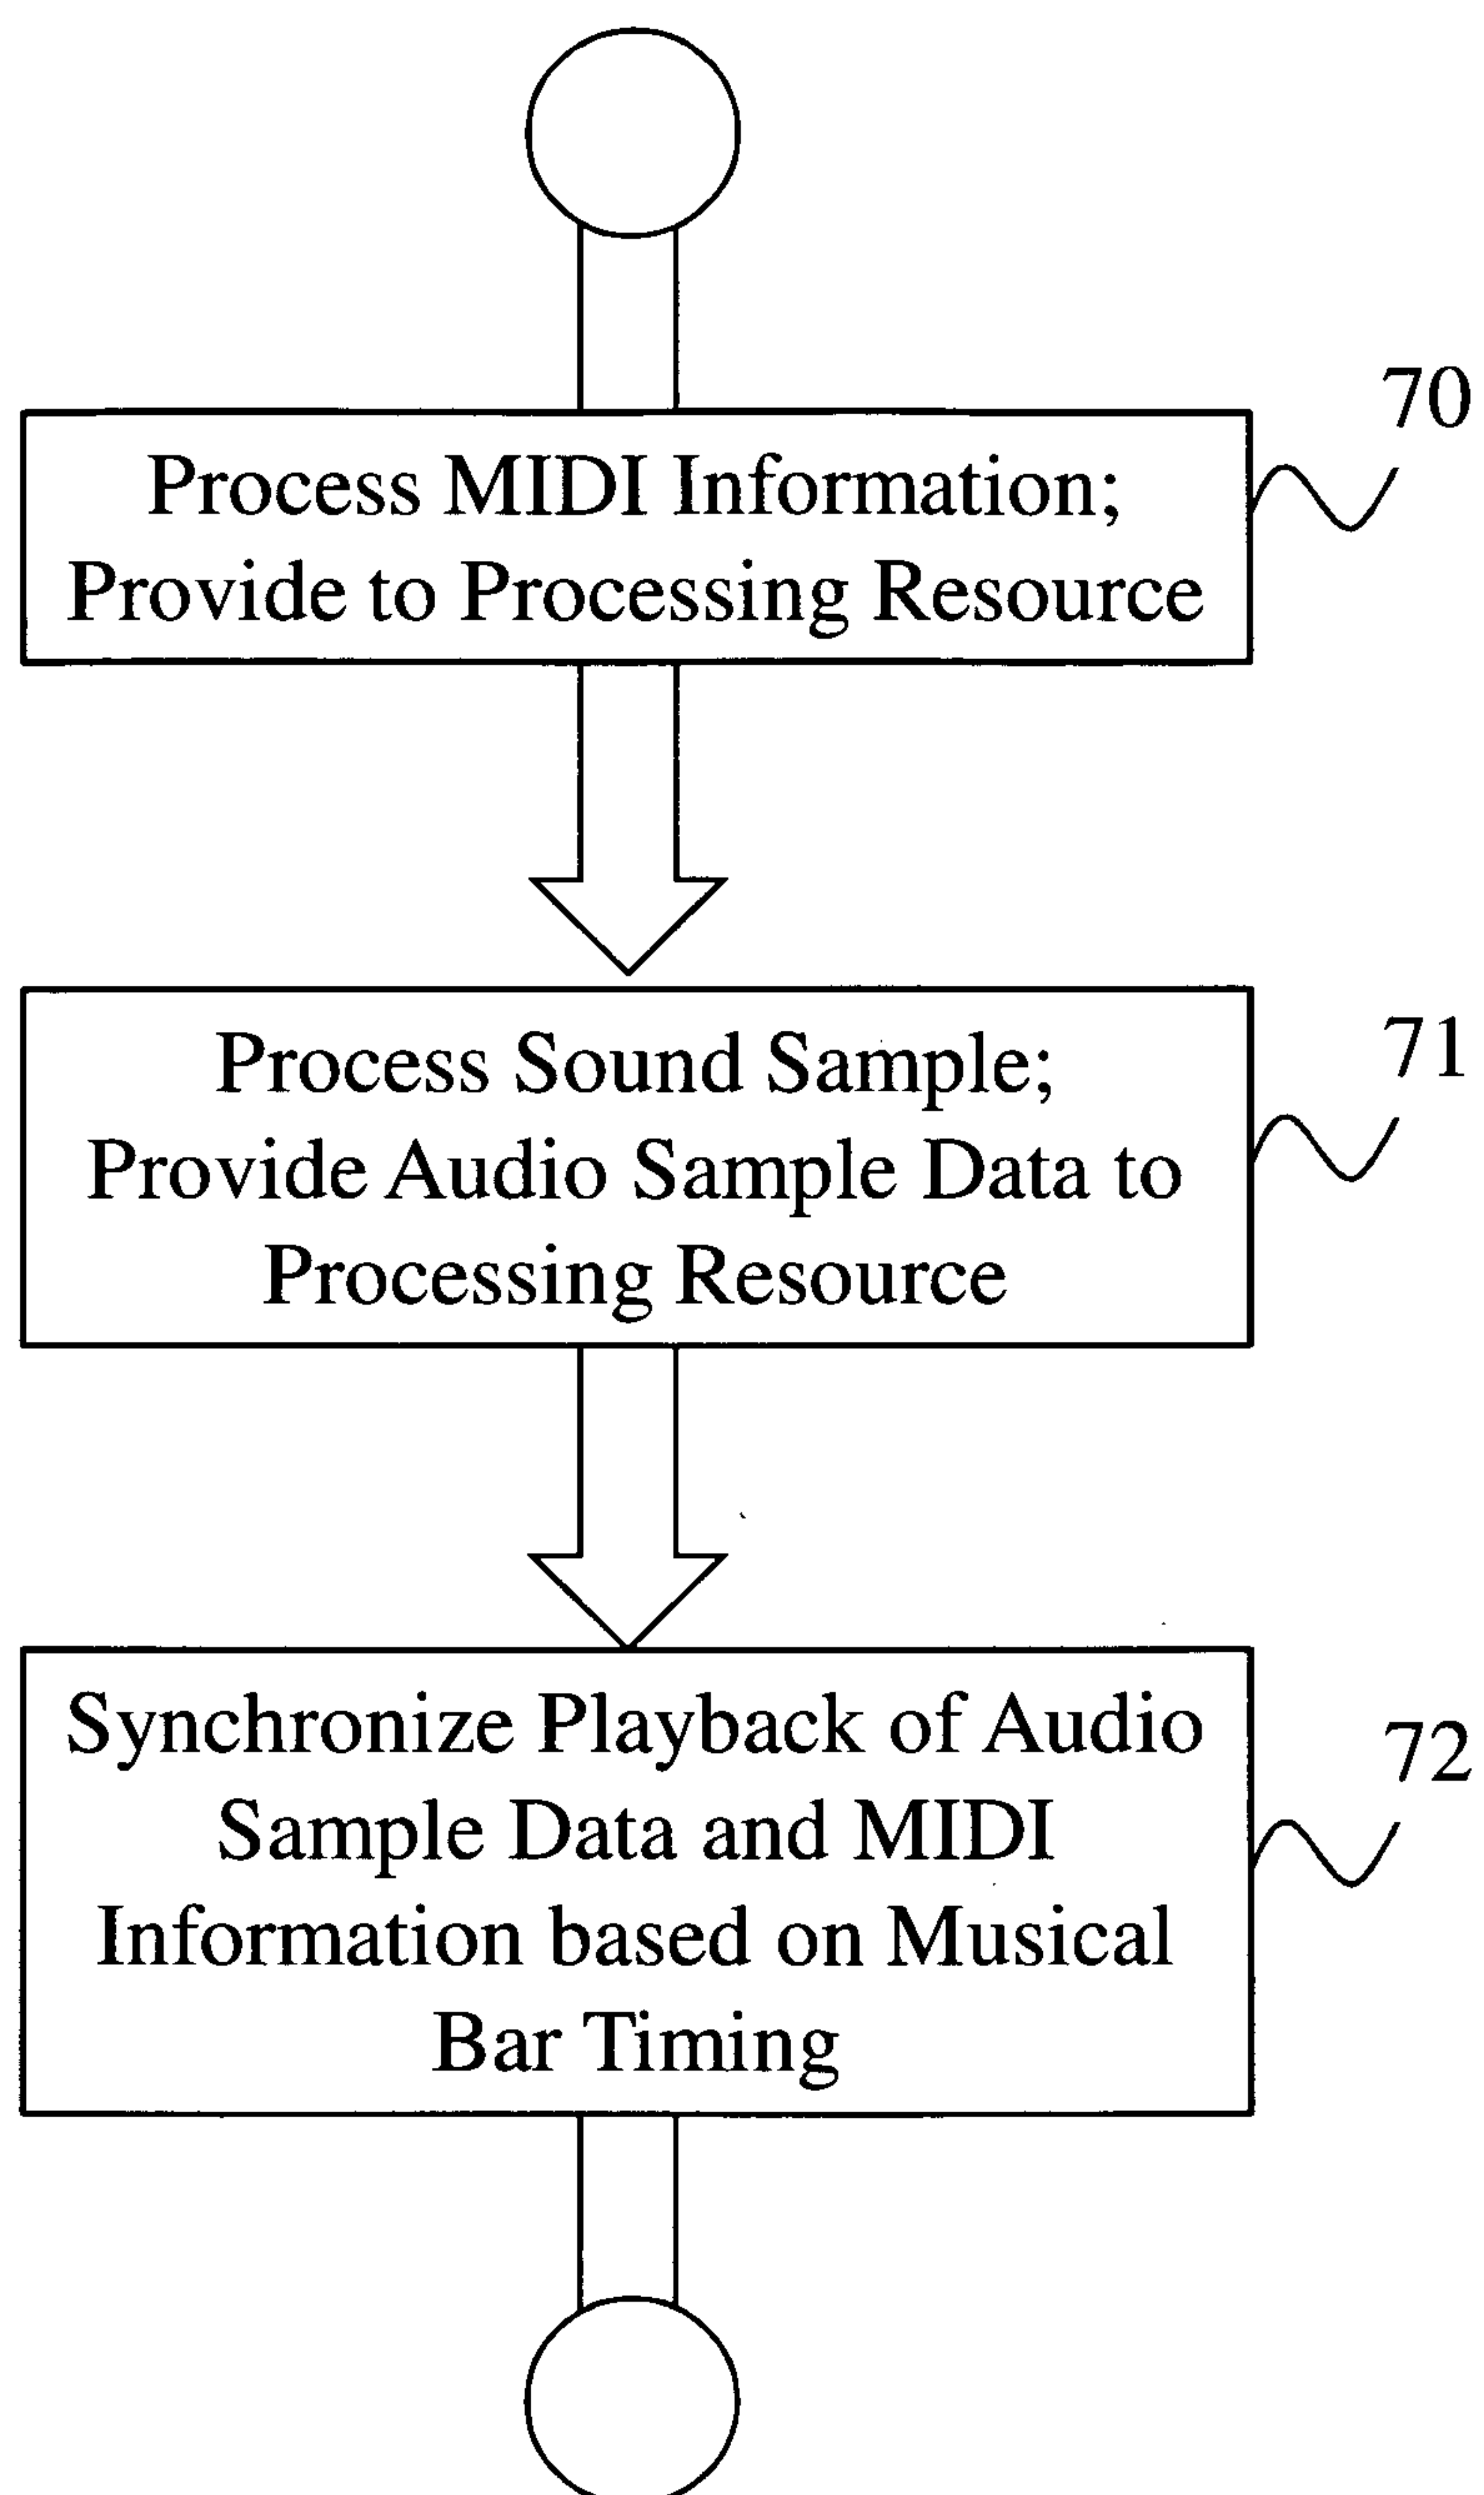 70
Process MIDI Information;
Provide to Processing Resource
71
Process Sound Sample;
Provide Audio Sample Data to
Processing Resource
72
Synchronize Playback of Audio
Sample Data and MIDI
Information based on Musical
Bar Timing